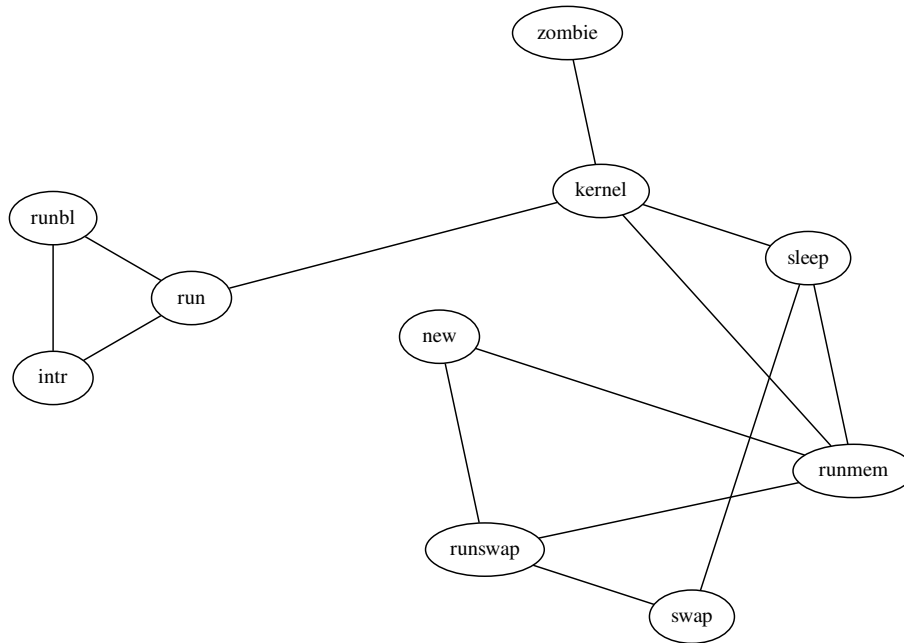 zombie
kernel
runbl
sleep
run
new
intr
runmem
runswap
swap